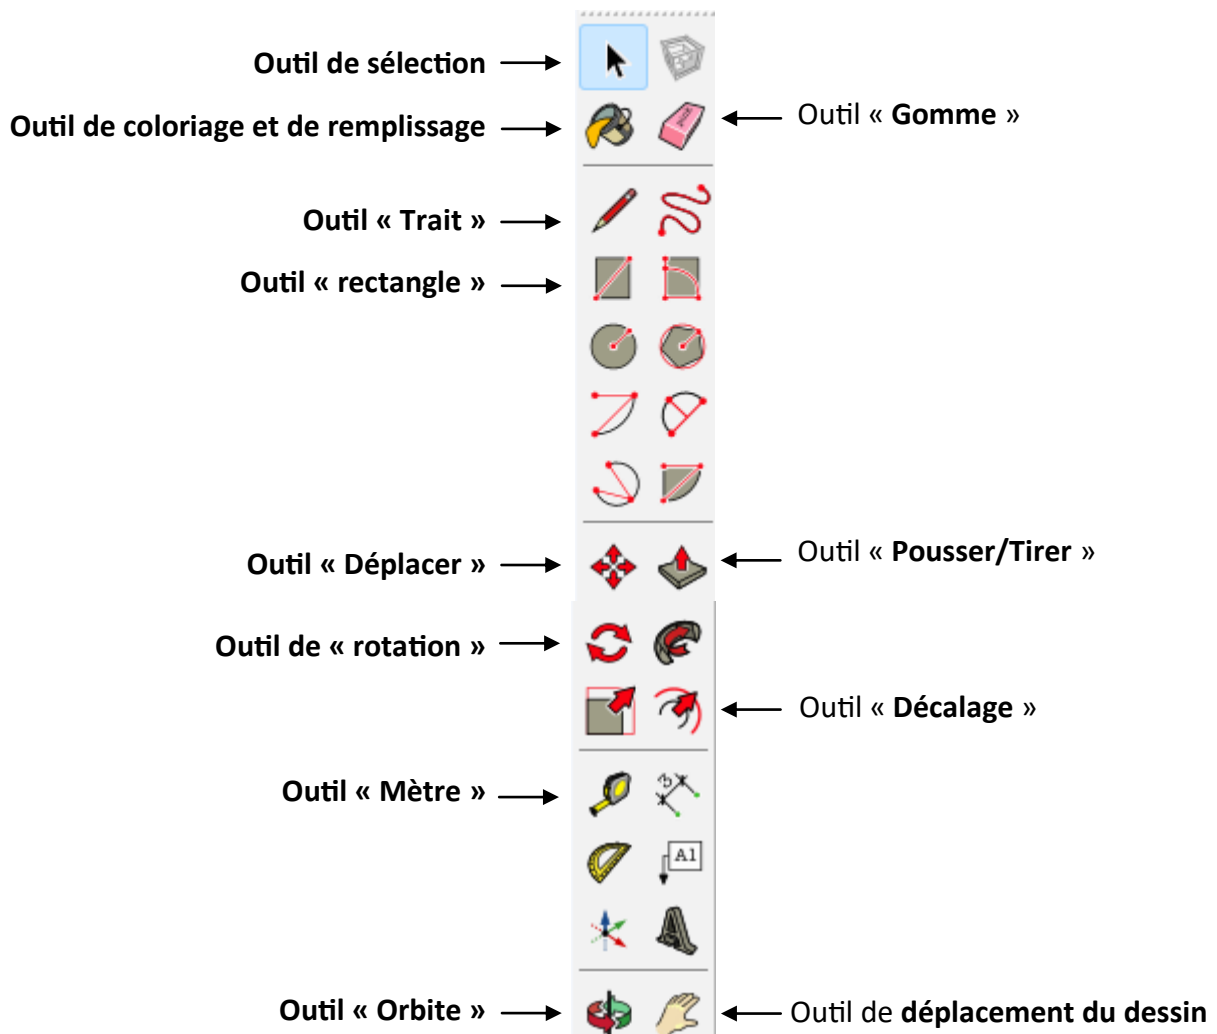 Outil de sélection
Outil de coloriage et de remplissage
Outil « Gomme »
Outil « Trait »
Outil « rectangle »
Outil « Déplacer »
Outil « Pousser/Tirer »
Outil de « rotation »
Outil « Décalage »
Outil « Mètre »
3
A1
A
Outil « Orbite »
Outil de déplacement du dessin